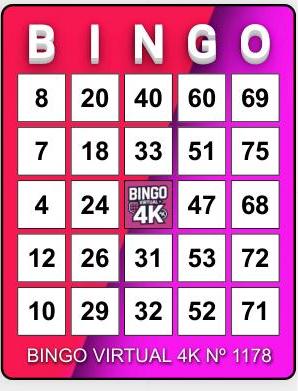 B I N G O
8 20 40 60 69
7 18 33 51 75
4 24 BINGO VIRTUAL 4K 47 68
12 26 31 53 72
10 29 32 52 71
BINGO VIRTUAL 4K Nº 1178